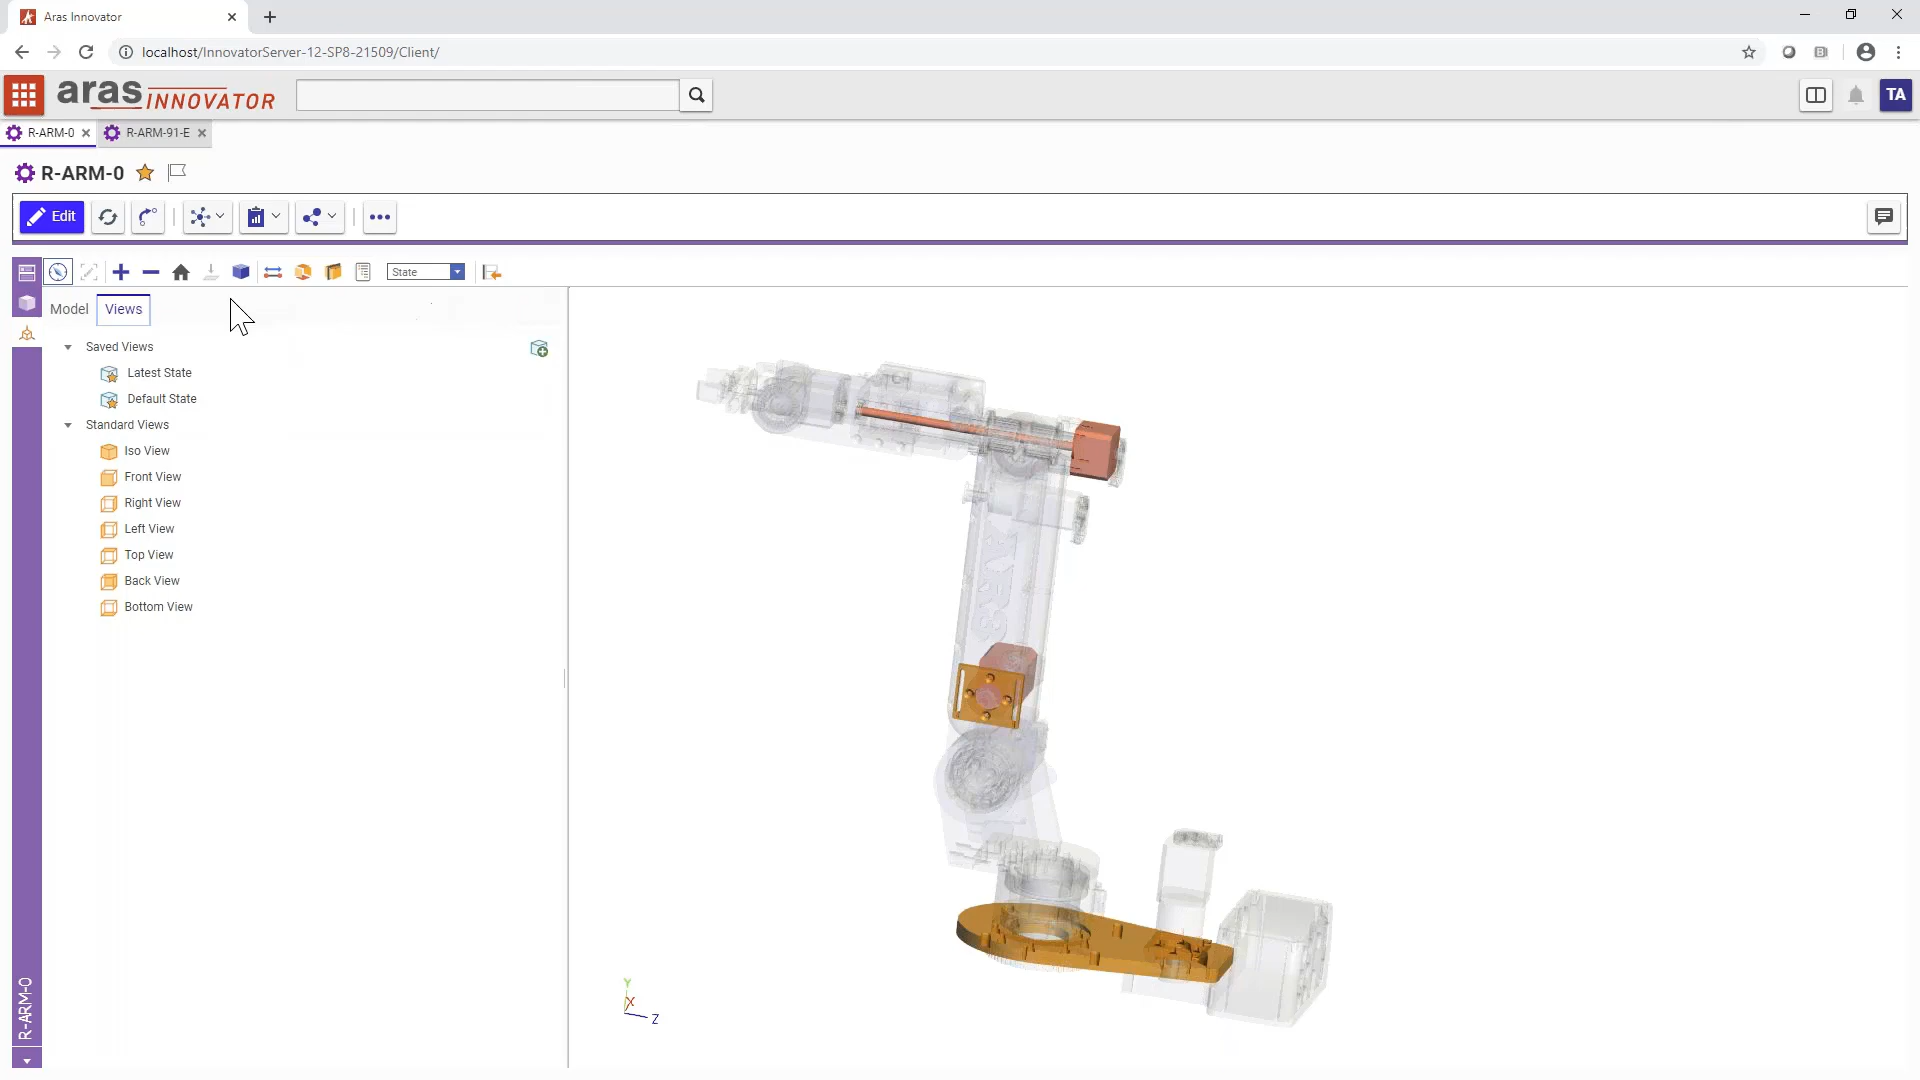 Aras Innovator
localhost/InnovatorServer-12-SP8-21509/Client/
aras INNOVATOR
TA
R-ARM-0
R-ARM-91-E
R-ARM-0
Edit
State
Model
Views
Saved Views
Latest State
Default State
Standard Views
Iso View
Front View
Right View
Left View
Top View
Back View
Bottom View
AR3
Y
X
Z
R-ARM-0